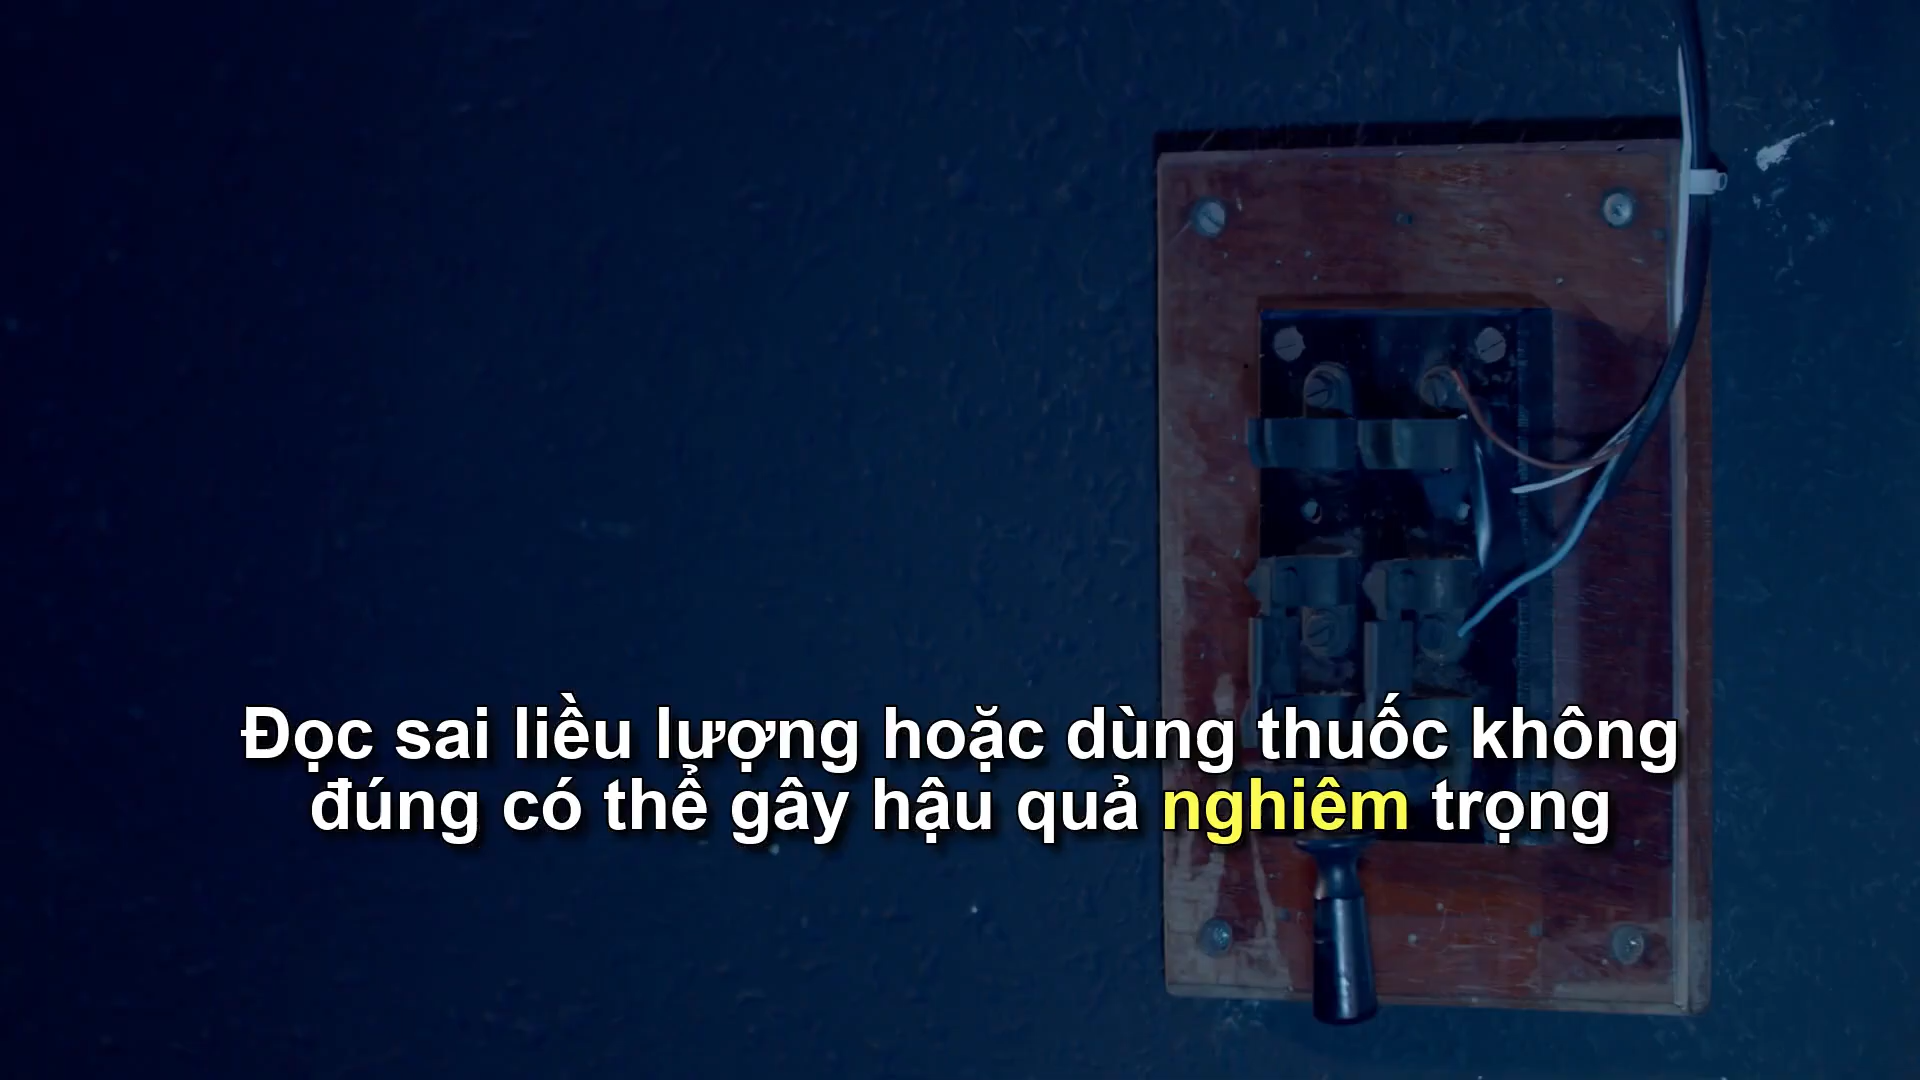 Đọc sai liều lượng hoặc dùng thuốc không
đúng có thể gây hậu quả nghiêm trọng